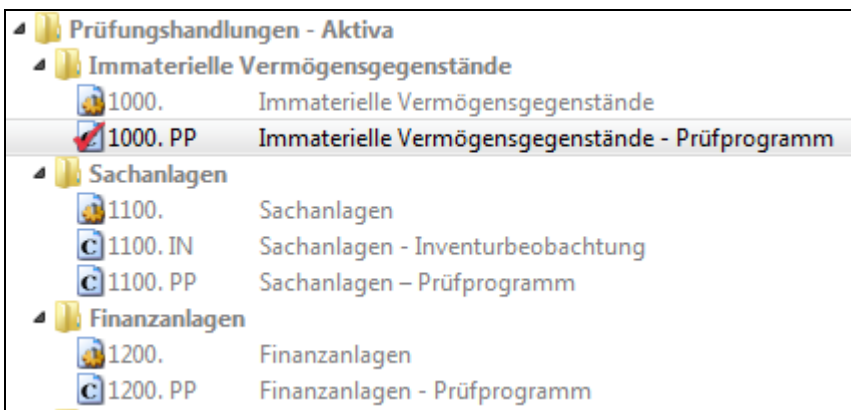 Prüfungshandlungen - Aktiva
Immaterielle Vermögensgegenstände
1000. Immaterielle Vermögensgegenstände
1000. PP Immaterielle Vermögensgegenstände - Prüfprogramm
Sachanlagen
1100. Sachanlagen
C 1100. IN Sachanlagen - Inventurbeobachtung
C 1100. PP Sachanlagen – Prüfprogramm
Finanzanlagen
1200. Finanzanlagen
C 1200. PP Finanzanlagen - Prüfprogramm